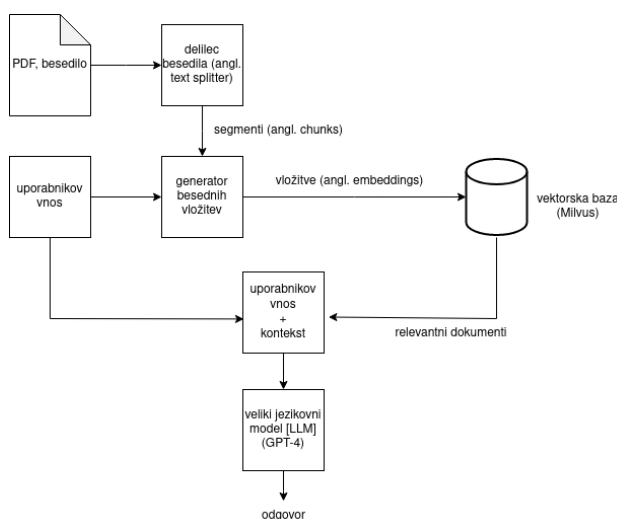 PDF, besedilo
delilec
besedila (angl.
text splitter)
segmenti (angl. chunks)
uporabnikov
vnos
generator
besednih
vložitev
vložitve (angl. embeddings)
vektorska baza
(Milvus)
uporabnikov
vnos
+
kontekst
relevantni dokumenti
veliki jezikovni
model [LLM]
(GPT-4)
odgovor